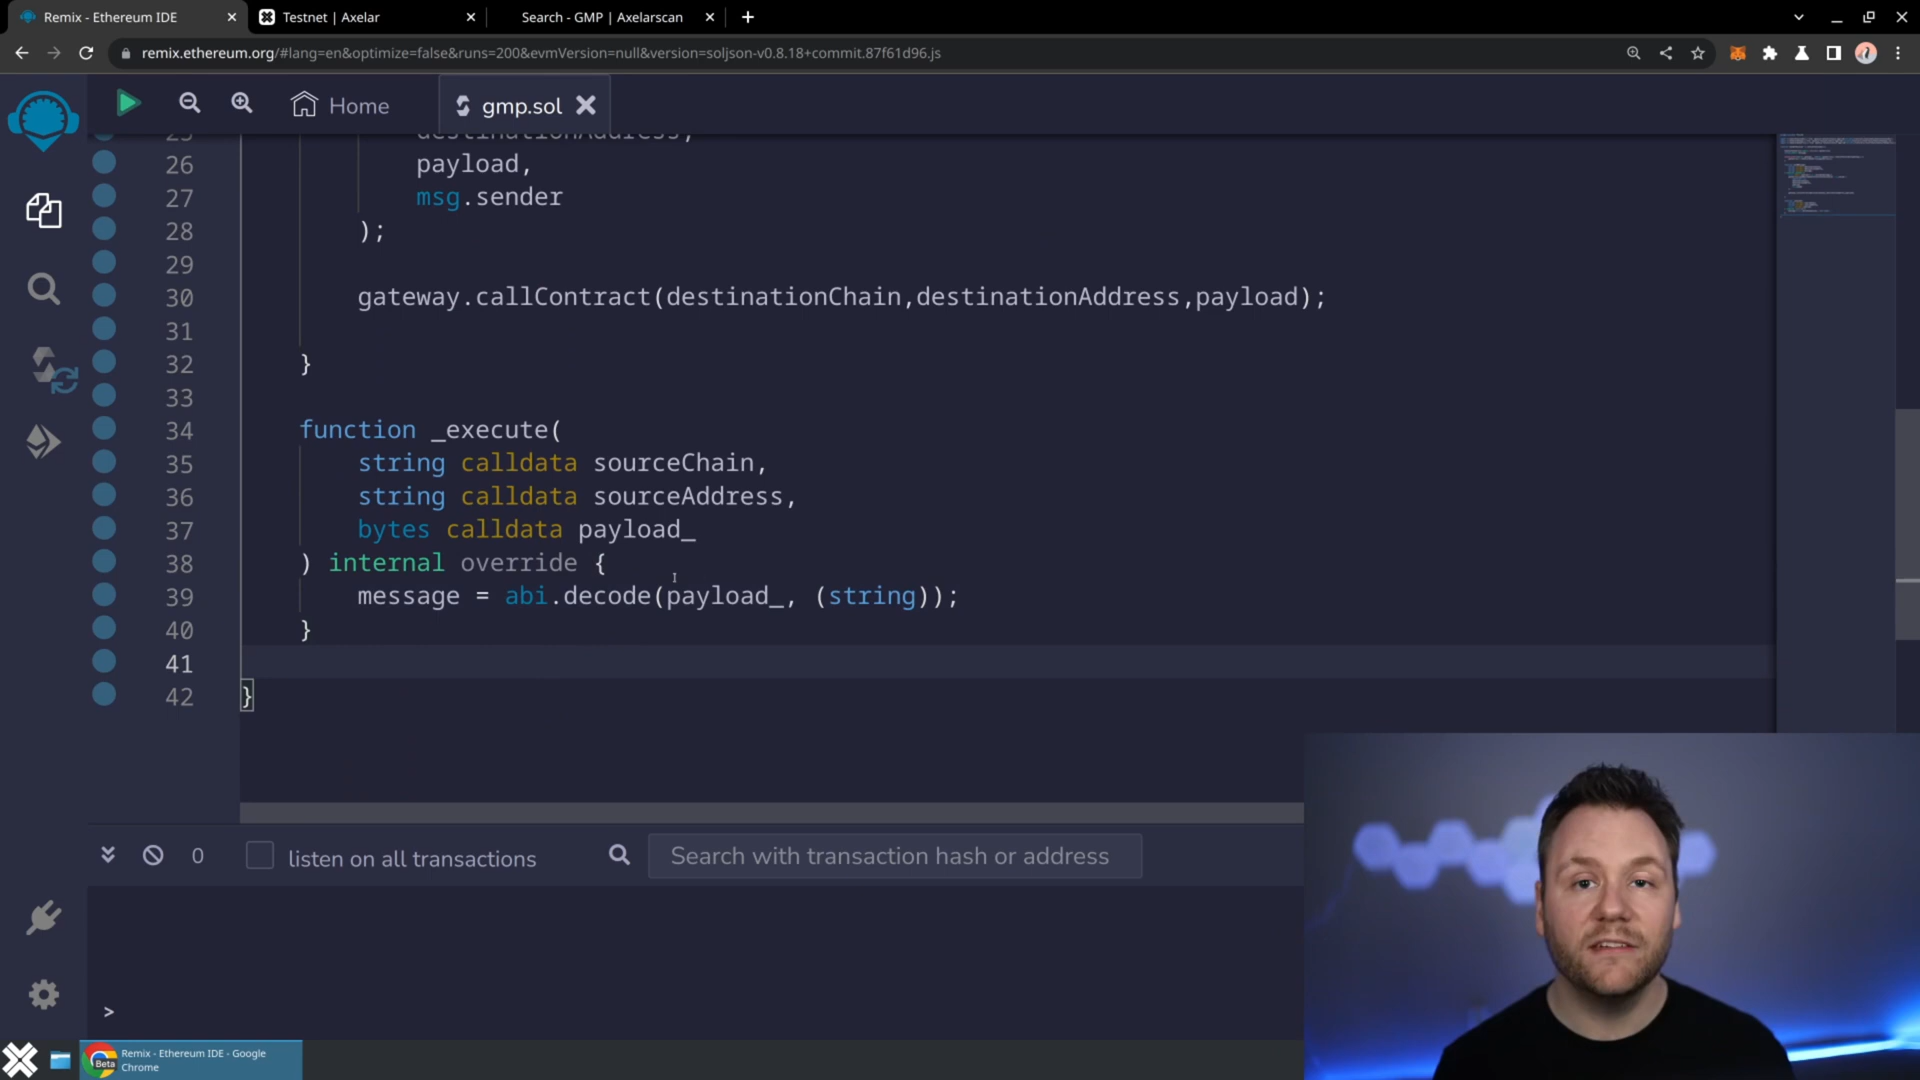 Remix - Ethereum IDE
Testnet | Axelar
Search - GMP | Axelarscan
remix.ethereum.org/#lang=en&optimize=false&runs=200&evmVersion=null&version=soljson-v0.8.18+commit.87f61d96.js
Home
gmp.sol
25 destinationAddress,
26 payload,
27 msg.sender
28 );
29
30 gateway.callContract(destinationChain,destinationAddress,payload);
31
32 }
33
34 function _execute(
35 string calldata sourceChain,
36 string calldata sourceAddress,
37 bytes calldata payload_
38 ) internal override {
39 message = abi.decode(payload_, (string));
40 }
41
42 }
0
listen on all transactions
Search with transaction hash or address
>
Beta
Remix - Ethereum IDE - Google
Chrome